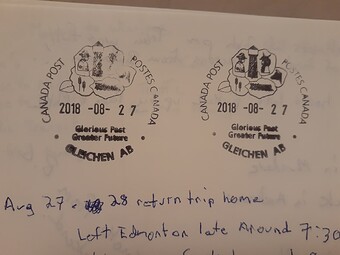 CANADA POST POSTES CANADA
2018 -08- 27
Glorious Past
Greater Future
GLEICHEN AB
CANADA POST POSTES CANADA
2018 -08- 27
Glorious Past
Greater Future
GLEICHEN AB
Aug 27 - 28 return trip home
Left Edmonton late Around 7:30